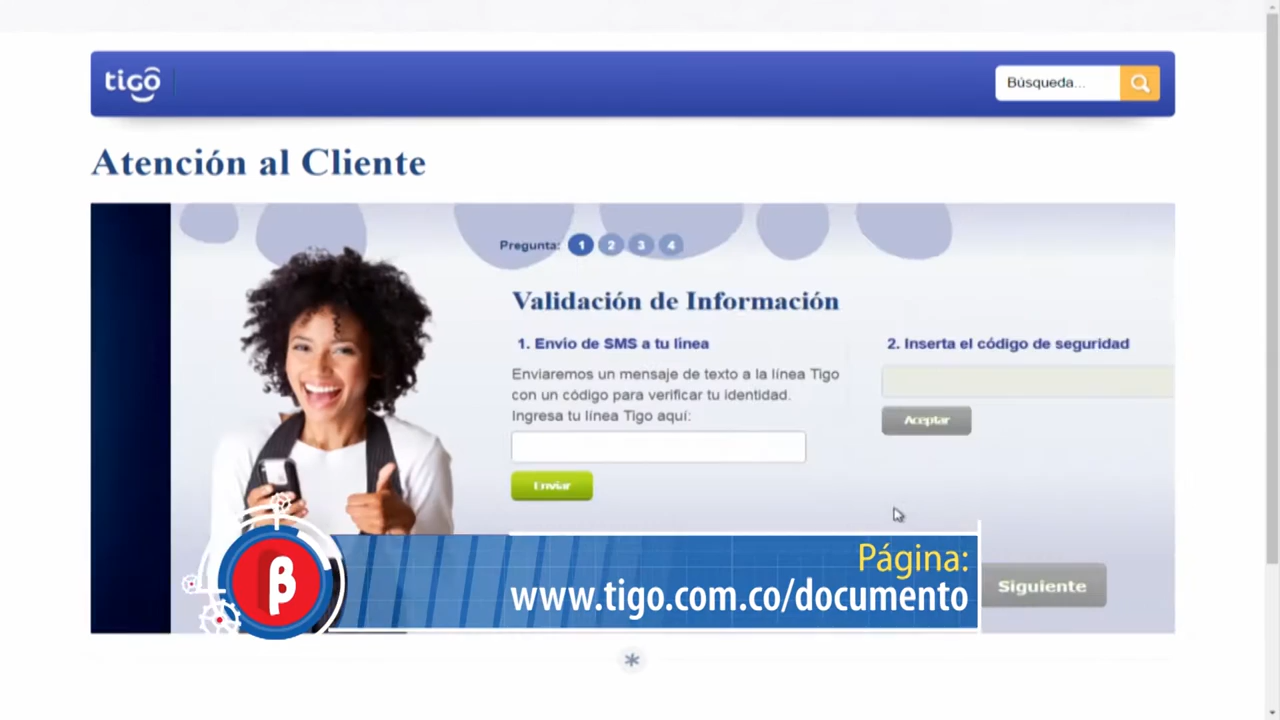 tigo
Búsqueda...
Atención al Cliente
Pregunta: 1 2 3 4
Validación de Información
1. Envío de SMS a tu línea
Enviaremos un mensaje de texto a la línea Tigo
con un código para verificar tu identidad.
Ingresa tu línea Tigo aquí:
Enviar
2. Inserta el código de seguridad
Aceptar
Siguiente
β
Página:
www.tigo.com.co/documento